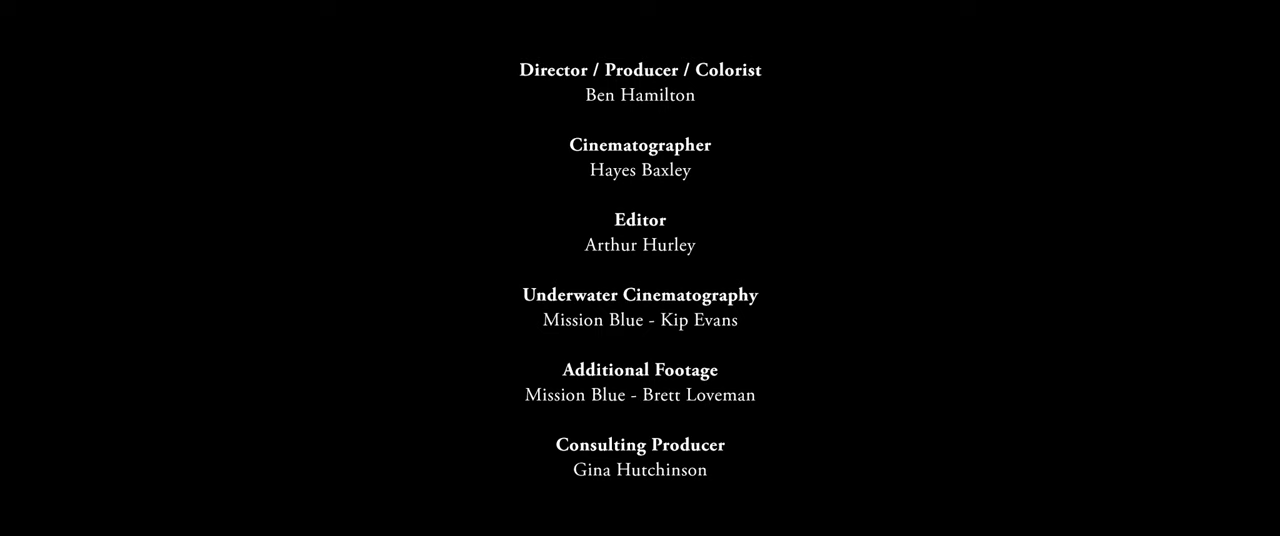 Director / Producer / Colorist
Ben Hamilton
Cinematographer
Hayes Baxley
Editor
Arthur Hurley
Underwater Cinematography
Mission Blue - Kip Evans
Additional Footage
Mission Blue - Brett Loveman
Consulting Producer
Gina Hutchinson